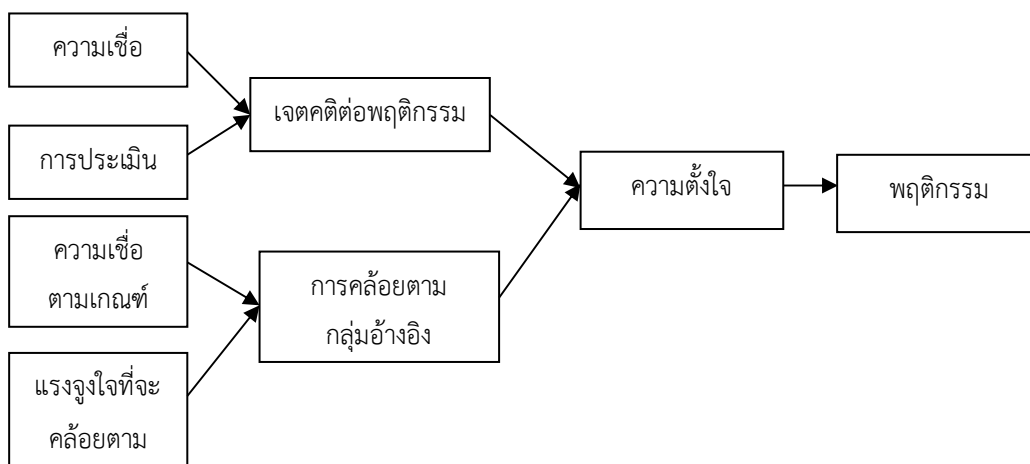 ความเชื่อ
การประเมิน
ความเชื่อ
ตามเกณฑ์
แรงจูงใจที่จะ
คล้อยตาม
เจตคติต่อพฤติกรรม
การคล้อยตาม
กลุ่มอ้างอิง
ความตั้งใจ
พฤติกรรม